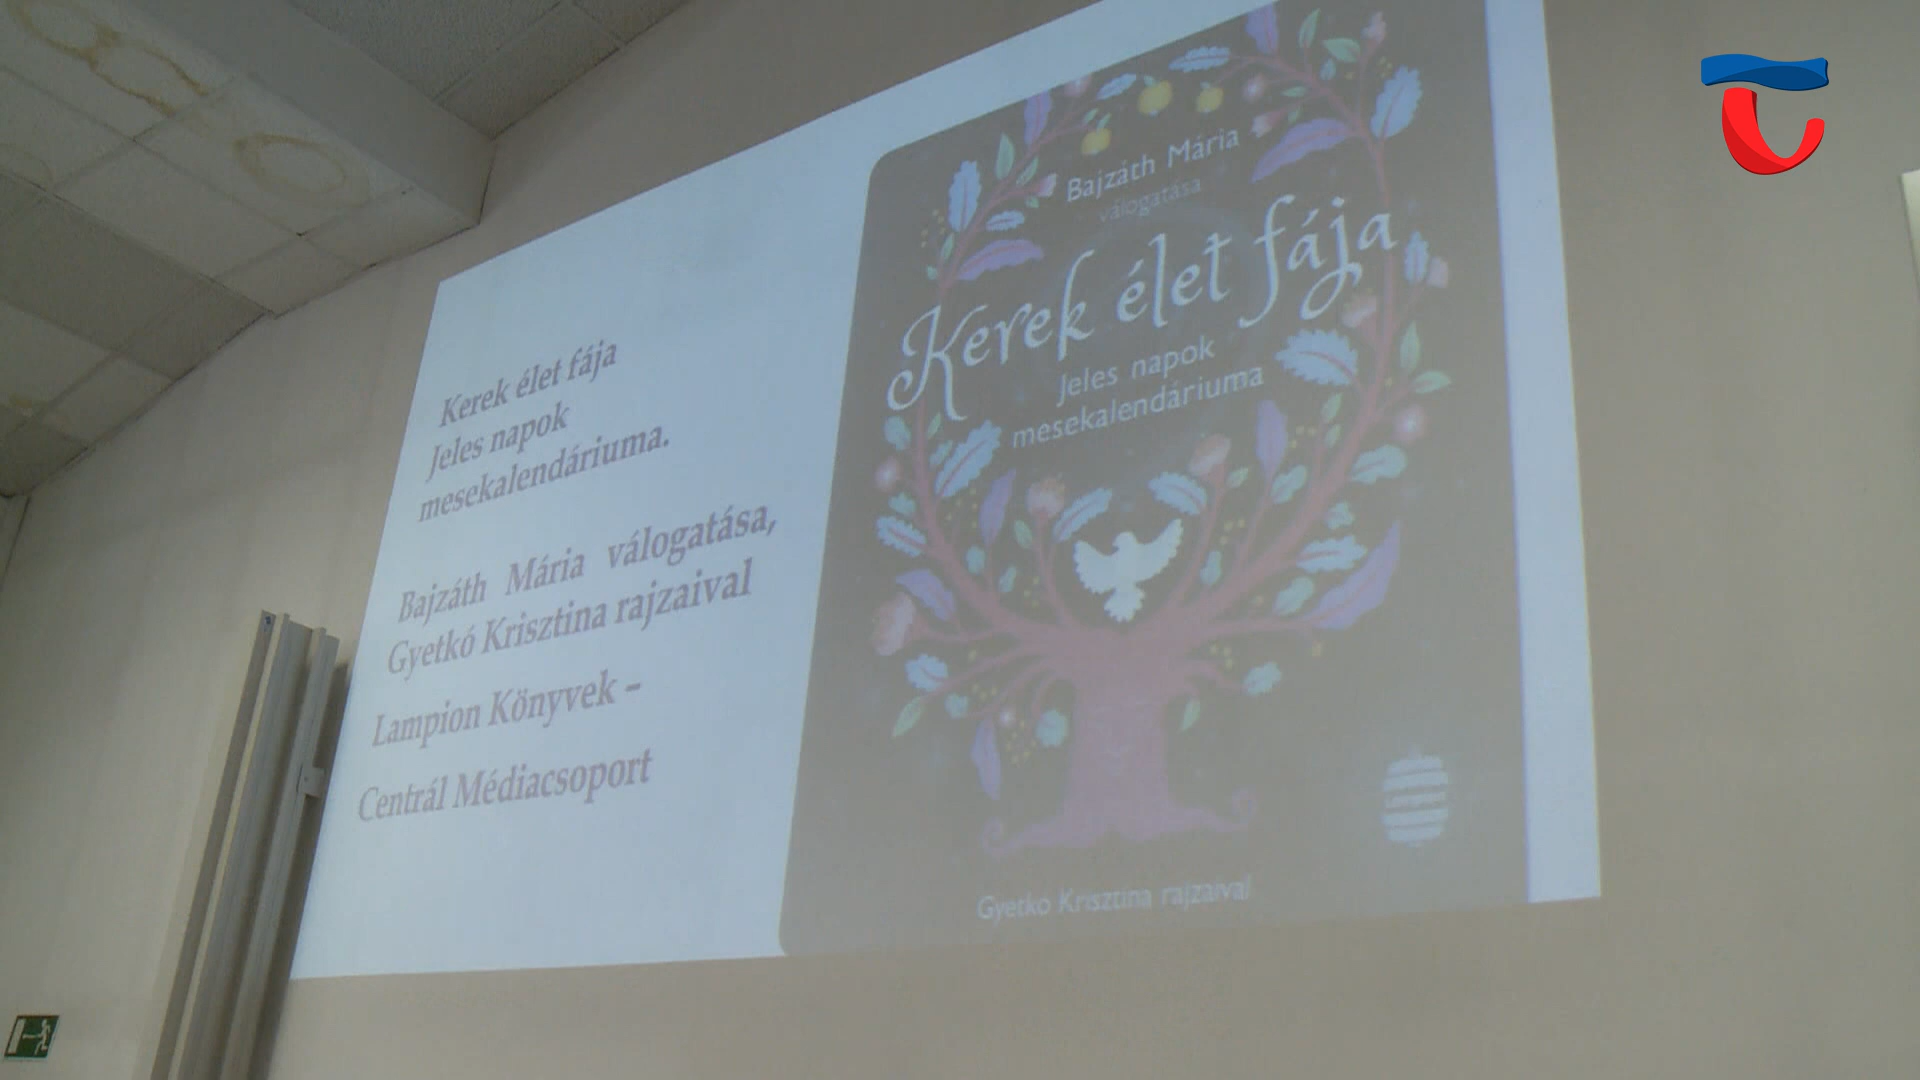 Kerek élet fája
Jeles napok
mesekalendáriuma.
Bajzáth Mária válogatása,
Gyetkó Krisztina rajzaival
Lampion Könyvek –
Centrál Médiacsoport
Bajzáth Mária
válogatása
Kerek élet fája
Jeles napok
mesekalendáriuma
Gyetkó Krisztina rajzaival